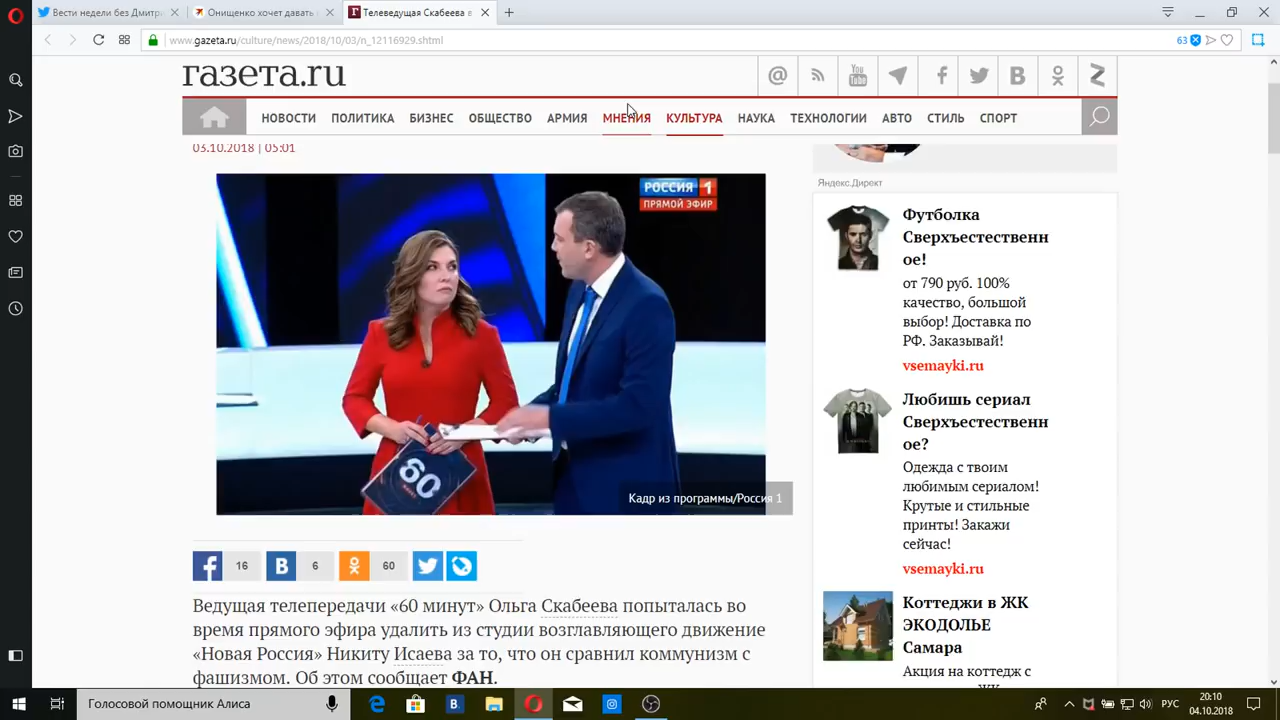 Вести недели без Дмитр
Онищенко хочет давать
Телеведущая Скабеева в
www.gazeta.ru/culture/news/2018/10/03/n_12116929.shtml
63
газета.ru
НОВОСТИ ПОЛИТИКА БИЗНЕС ОБЩЕСТВО АРМИЯ МНЕНИЯ КУЛЬТУРА НАУКА ТЕХНОЛОГИИ АВТО СТИЛЬ СПОРТ
03.10.2018 | 05:01
РОССИЯ 1
ПРЯМОЙ ЭФИР
60
Кадр из программы/Россия 1
16 6 60
Ведущая телепередачи «60 минут» Ольга Скабеева попыталась во
время прямого эфира удалить из студии возглавляющего движение
«Новая Россия» Никиту Исаева за то, что он сравнил коммунизм с
фашизмом. Об этом сообщает ФАН.
Яндекс.Директ
Футболка
Сверхъестественн
ое!
от 790 руб. 100%
качество, большой
выбор! Доставка по
РФ. Заказывай!
vsemayki.ru
Любишь сериал
Сверхъестественн
ое?
Одежда с твоим
любимым сериалом!
Крутые и стильные
принты! Закажи
сейчас!
vsemayki.ru
Коттеджи в ЖК
ЭКОДОЛЬЕ
Самара
Акция на коттедж с
Голосовой помощник Алиса
РУС
20:10
04.10.2018